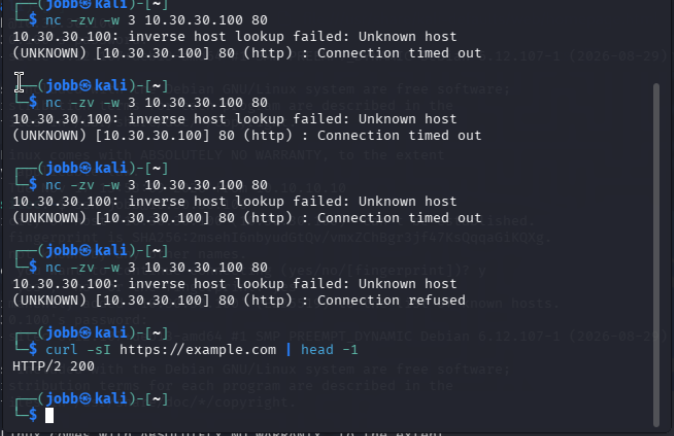 ┌──(jobb㉿kali)-[~]
└─$ nc -zv -w 3 10.30.30.100 80
10.30.30.100: inverse host lookup failed: Unknown host
(UNKNOWN) [10.30.30.100] 80 (http) : Connection timed out
┌──(jobb㉿kali)-[~]
└─$ nc -zv -w 3 10.30.30.100 80
10.30.30.100: inverse host lookup failed: Unknown host
(UNKNOWN) [10.30.30.100] 80 (http) : Connection timed out
┌──(jobb㉿kali)-[~]
└─$ nc -zv -w 3 10.30.30.100 80
10.30.30.100: inverse host lookup failed: Unknown host
(UNKNOWN) [10.30.30.100] 80 (http) : Connection timed out
┌──(jobb㉿kali)-[~]
└─$ nc -zv -w 3 10.30.30.100 80
10.30.30.100: inverse host lookup failed: Unknown host
(UNKNOWN) [10.30.30.100] 80 (http) : Connection refused
┌──(jobb㉿kali)-[~]
└─$ curl -sI https://example.com | head -1
HTTP/2 200
┌──(jobb㉿kali)-[~]
└─$